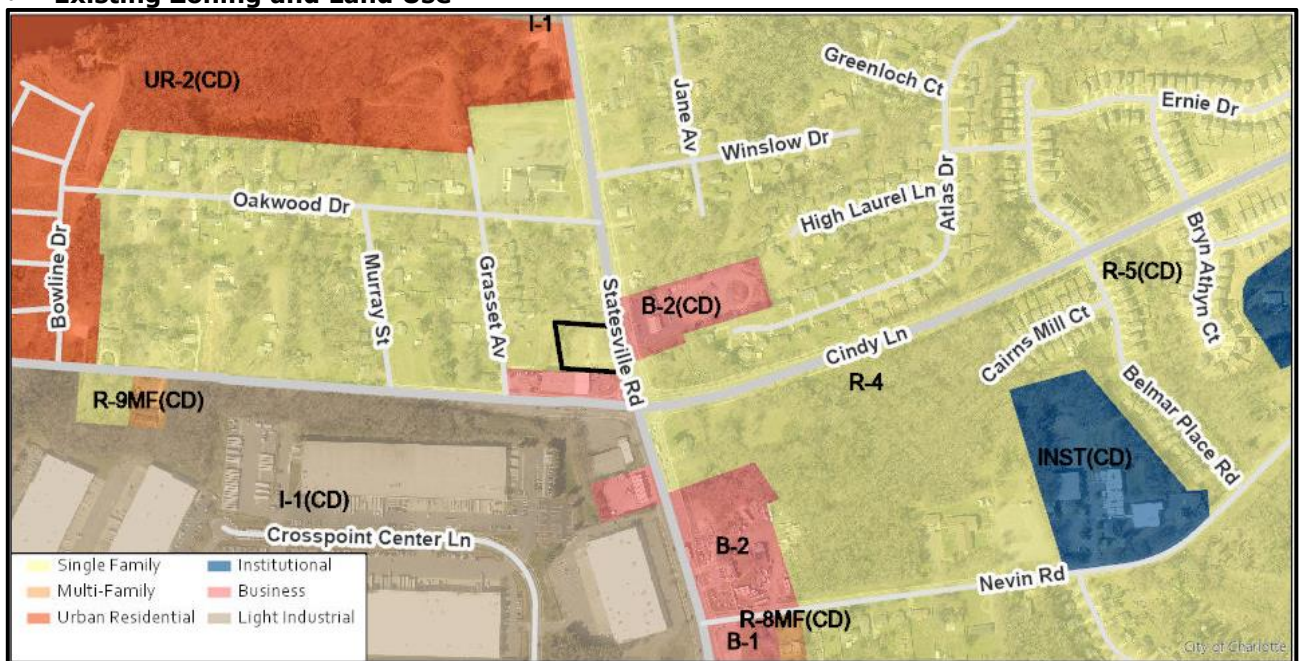 Existing Zoning and Land Use
I-1
UR-2(CD)
Greenloch Ct
Jane Av
Ernie Dr
Winslow Dr
Oakwood Dr
High Laurel Ln
Atlas Dr
Bryn Athyn Ct
R-5(CD)
Bowline Dr
Murray St
Grasset Av
Statesville Rd
B-2(CD)
Cindy Ln
Cairns Mill Ct
R-4
Belmar Place Rd
R-9MF(CD)
INST(CD)
I-1(CD)
Crosspoint Center Ln
B-2
Nevin Rd
R-8MF(CD)
B-1
Single Family
Institutional
Multi-Family
Business
Urban Residential
Light Industrial
City of Charlotte